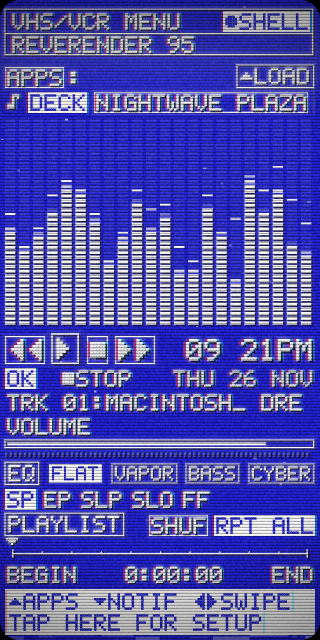 VHS/VCR MENU ●SHELL
REVERENDER 95
APPS: ▲LOAD
♪ DECK NIGHTWAVE PLAZA
09 21PM
OK ■STOP THU 26 NOV
TRK 01:MACINTOSH_ DRE
VOLUME
EQ FLAT VAPOR BASS CYBER
SP EP SLP SLO FF
PLAYLIST SHUF RPT ALL
BEGIN 0:00:00 END
▲APPS ▼NOTIF ◀▶SWIPE
TAP HERE FOR SETUP